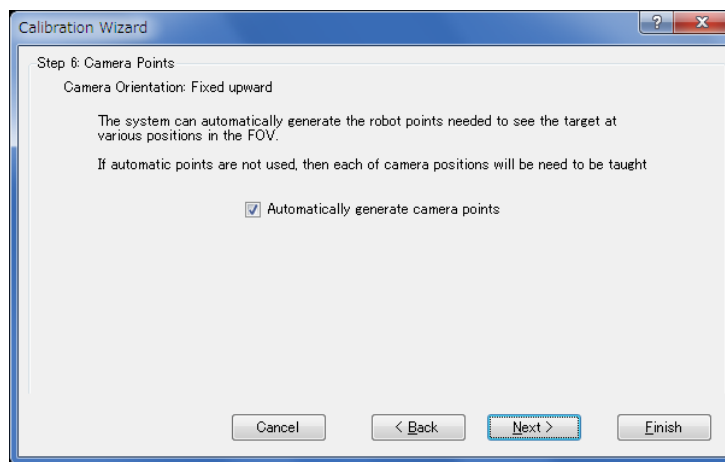 Calibration Wizard
?
X
Step 6: Camera Points
Camera Orientation: Fixed upward
The system can automatically generate the robot points needed to see the target at
various positions in the FOV.
If automatic points are not used, then each of camera positions will be need to be taught
Automatically generate camera points
Cancel
< Back
Next >
Finish